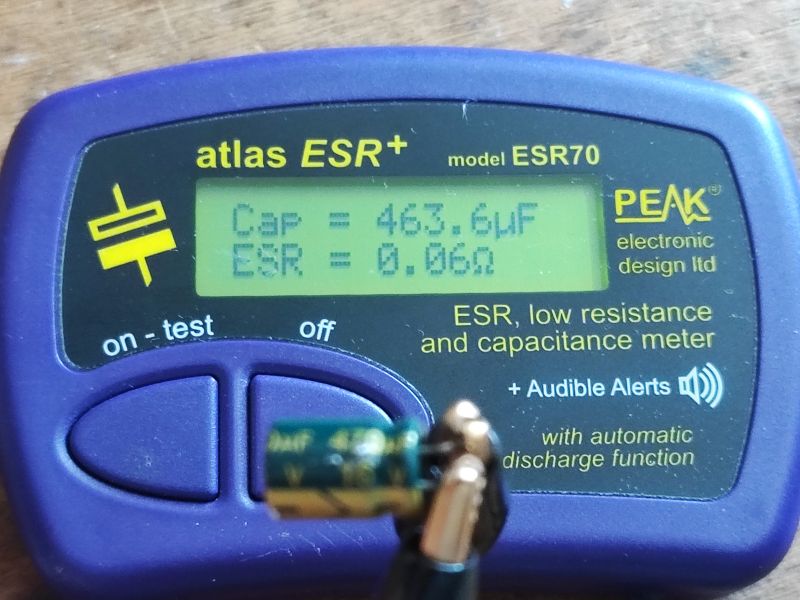 atlas ESR+
model ESR70
Cap = 463.6µF
ESR = 0.06Ω
PEAK®
electronic
design ltd
on - test
off
ESR, low resistance
and capacitance meter
+ Audible Alerts
with automatic
discharge function
V
16 V